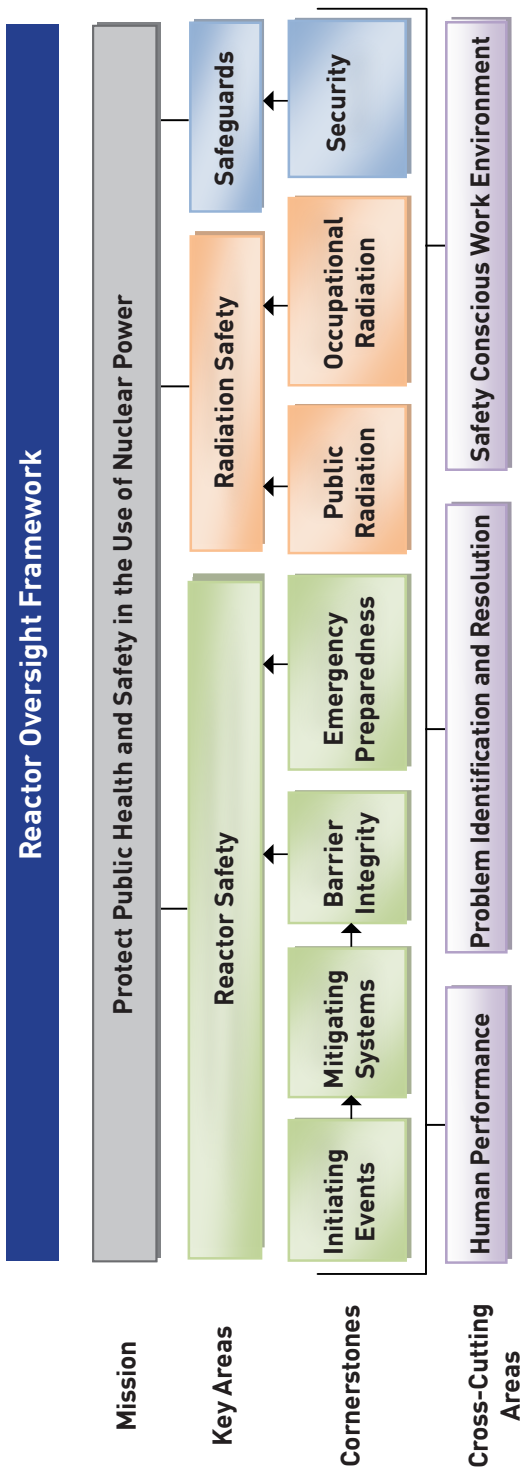 Reactor Oversight Framework
Mission
Protect Public Health and Safety in the Use of Nuclear Power
Key Areas
Reactor Safety
Radiation Safety
Safeguards
Cornerstones
Initiating
Events
Mitigating
Systems
Barrier
Integrity
Emergency
Preparedness
Public
Radiation
Occupational
Radiation
Security
Cross-Cutting
Areas
Human Performance
Problem Identification and Resolution
Safety Conscious Work Environment